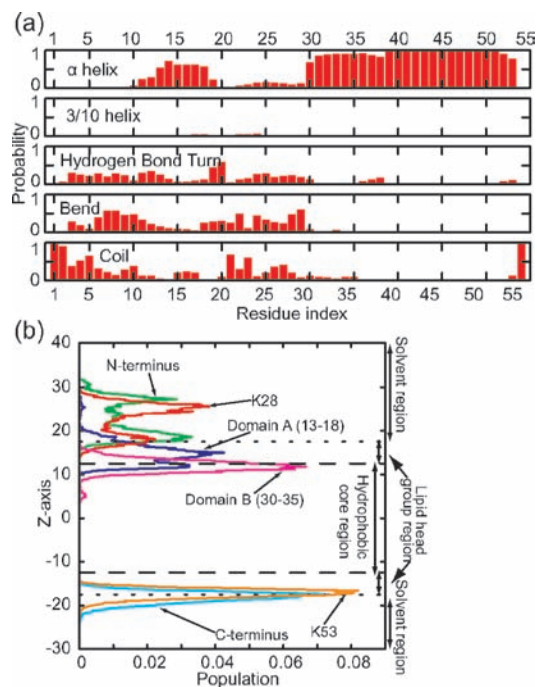 (a)
1 5 10 15 20 25 30 35 40 45 50 55
1
α helix
0
1
3/10 helix
0
1
Hydrogen Bond Turn
0
1
Bend
0
1
Coil
0
Probability
1 5 10 15 20 25 30 35 40 45 50 55
Residue index
(b)
40
30
20
10
0
-10
-20
-30
Z-axis
N-terminus
K28
Domain A (13-18)
Domain B (30-35)
C-terminus
K53
Solvent region
Hydrophobic
core region
Lipid head
group region
Solvent region
0 0.02 0.04 0.06 0.08
Population